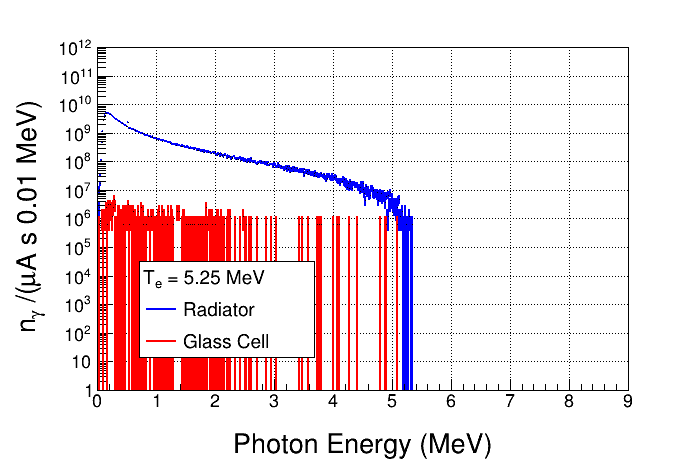 n_γ /(μA s 0.01 MeV)
10^12
10^11
10^10
10^9
10^8
10^7
10^6
10^5
10^4
10^3
10^2
10
1
T_e = 5.25 MeV
Radiator
Glass Cell
0 1 2 3 4 5 6 7 8 9
Photon Energy (MeV)